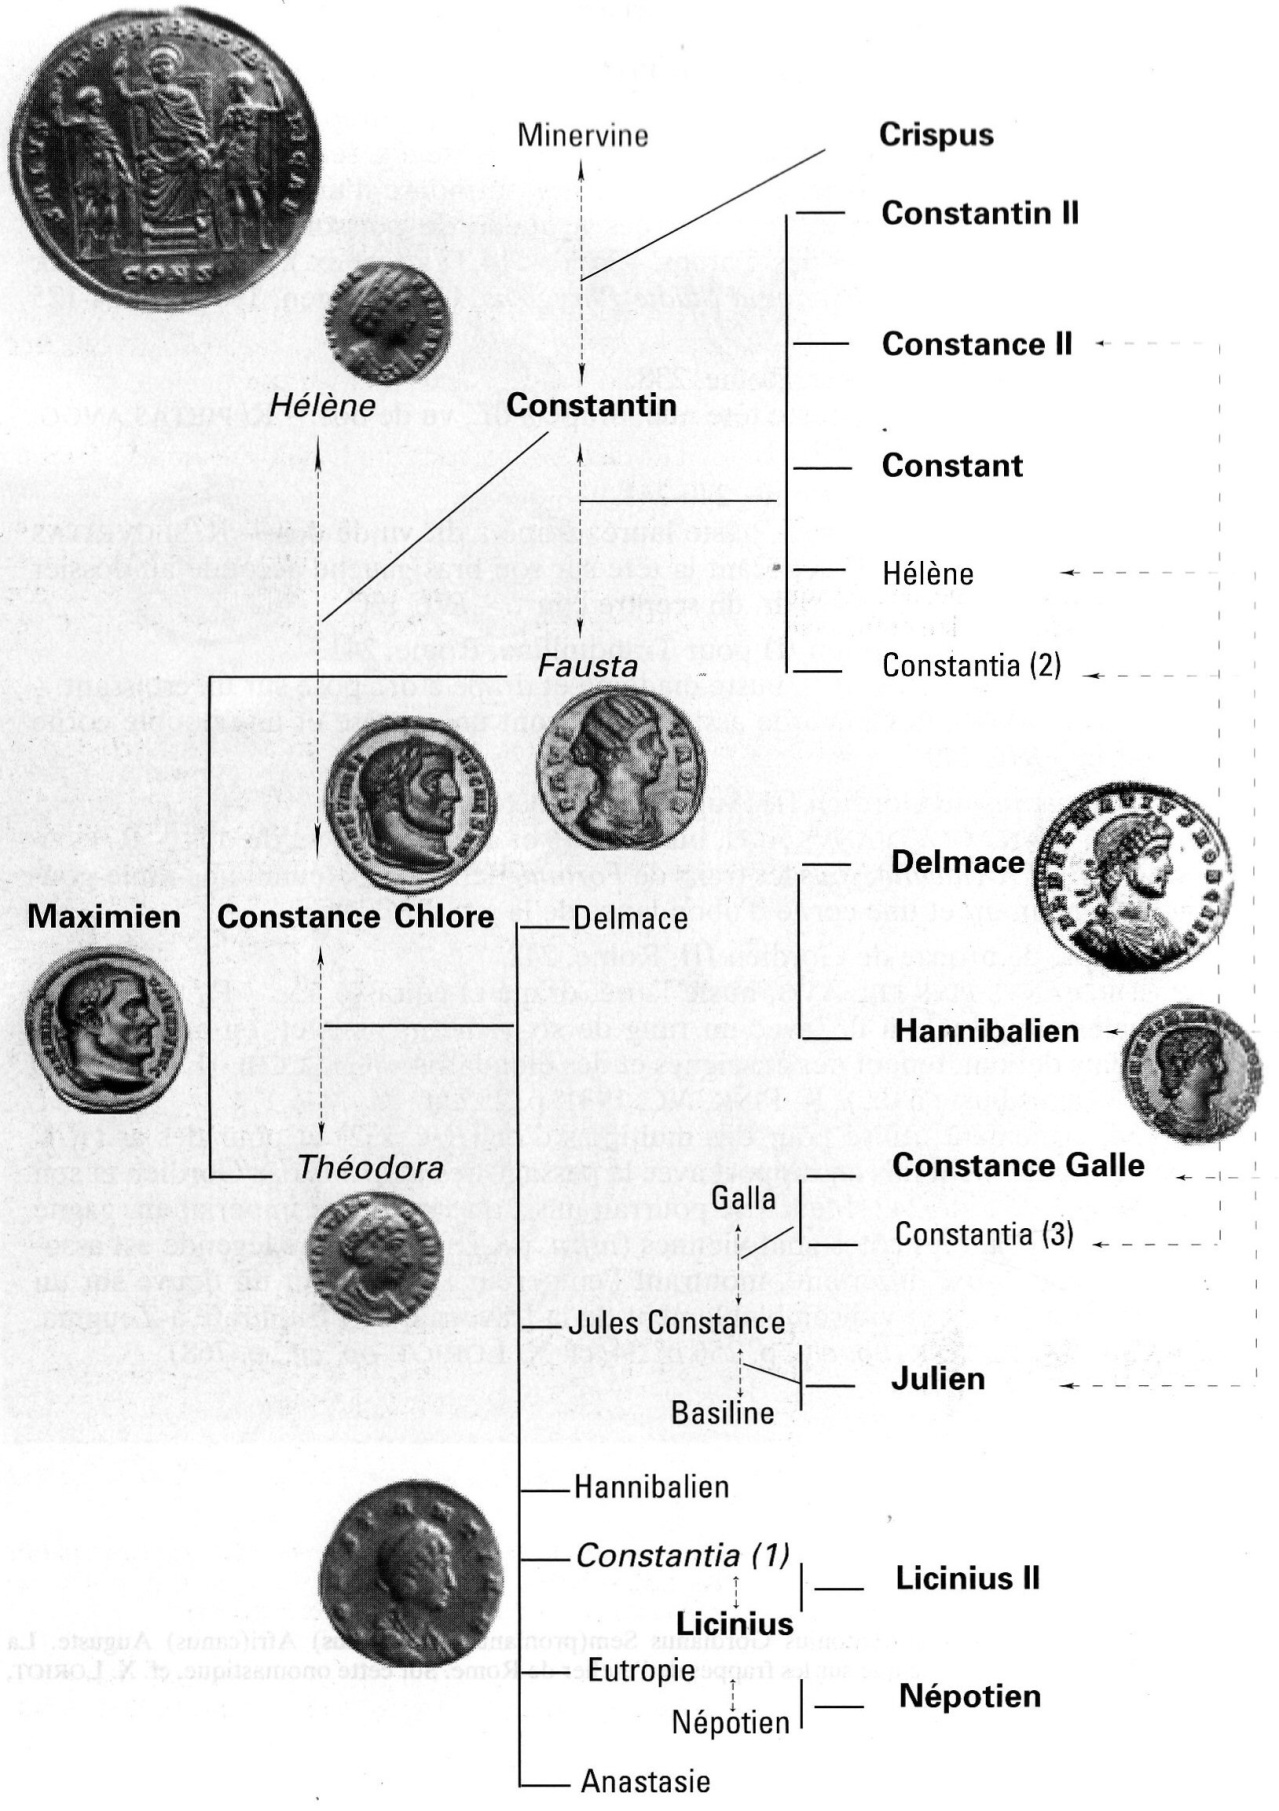 CONS
Minervine
Crispus
Constantin II
Constance II
Hélène
Constantin
Constant
Hélène
Fausta
Constantia (2)
Delmace
Maximien
Constance Chlore
Delmace
Hannibalien
Théodora
Constance Galle
Galla
Constantia (3)
Jules Constance
Julien
Basiline
Hannibalien
Constantia (1)
Licinius II
Licinius
Eutropie
Népotien
Népotien
Anastasie